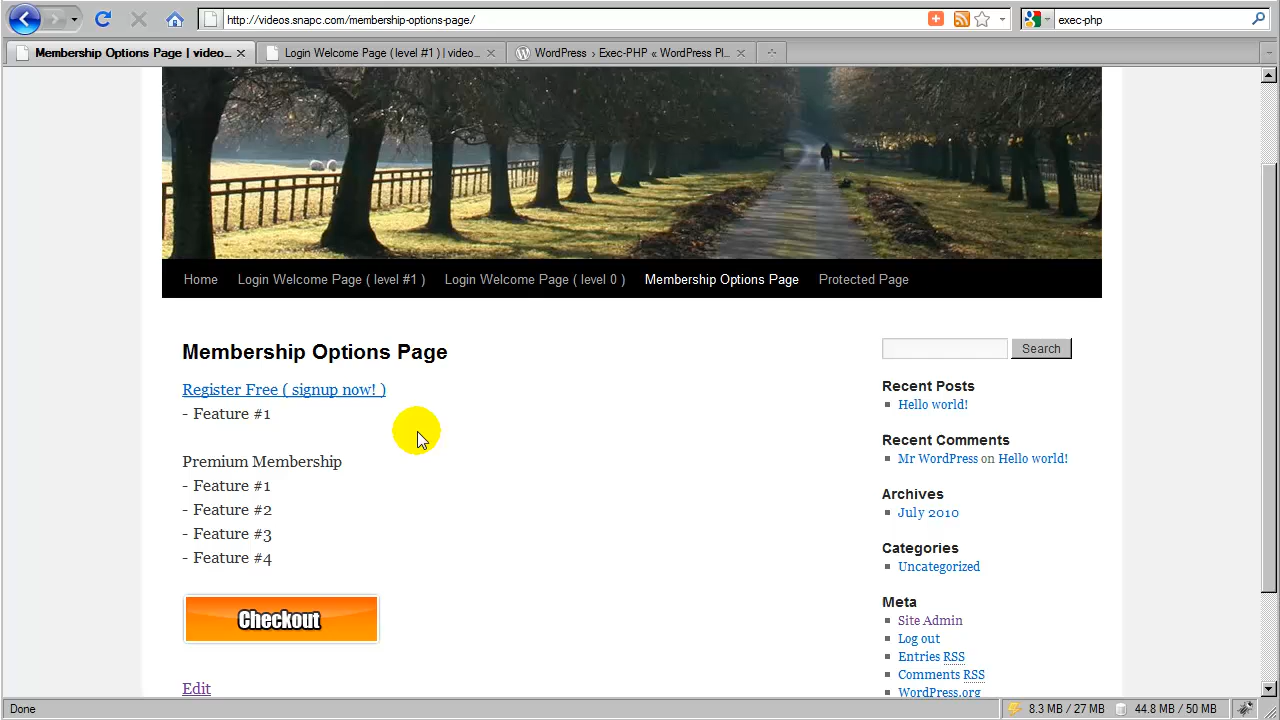 http://videos.snapc.com/membership-options-page/
exec-php
Membership Options Page | video...
Login Welcome Page ( level #1 ) | video...
WordPress › Exec-PHP « WordPress Pl...
Home
Login Welcome Page ( level #1 )
Login Welcome Page ( level 0 )
Membership Options Page
Protected Page
Membership Options Page
Register Free ( signup now! )
- Feature #1
Premium Membership
- Feature #1
- Feature #2
- Feature #3
- Feature #4
Checkout
Edit
Search
Recent Posts
Hello world!
Recent Comments
Mr WordPress on Hello world!
Archives
July 2010
Categories
Uncategorized
Meta
Site Admin
Log out
Entries RSS
Comments RSS
WordPress.org
Done
8.3 MB / 27 MB
44.8 MB / 50 MB